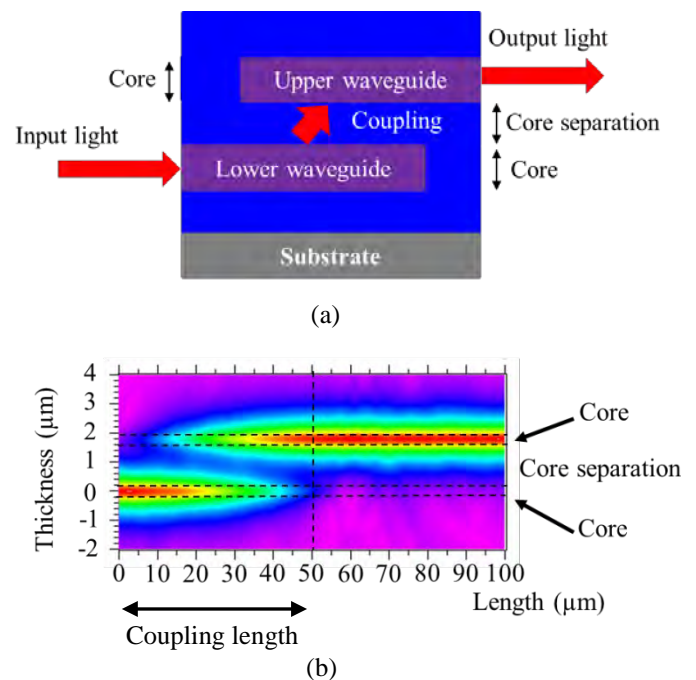 Output light
Core
Upper waveguide
Coupling
Core separation
Input light
Lower waveguide
Core
Substrate
(a)
4
3
2
1
0
-1
-2
Thickness (μm)
Core
Core separation
Core
0 10 20 30 40 50 60 70 80 90 100
Length (μm)
Coupling length
(b)